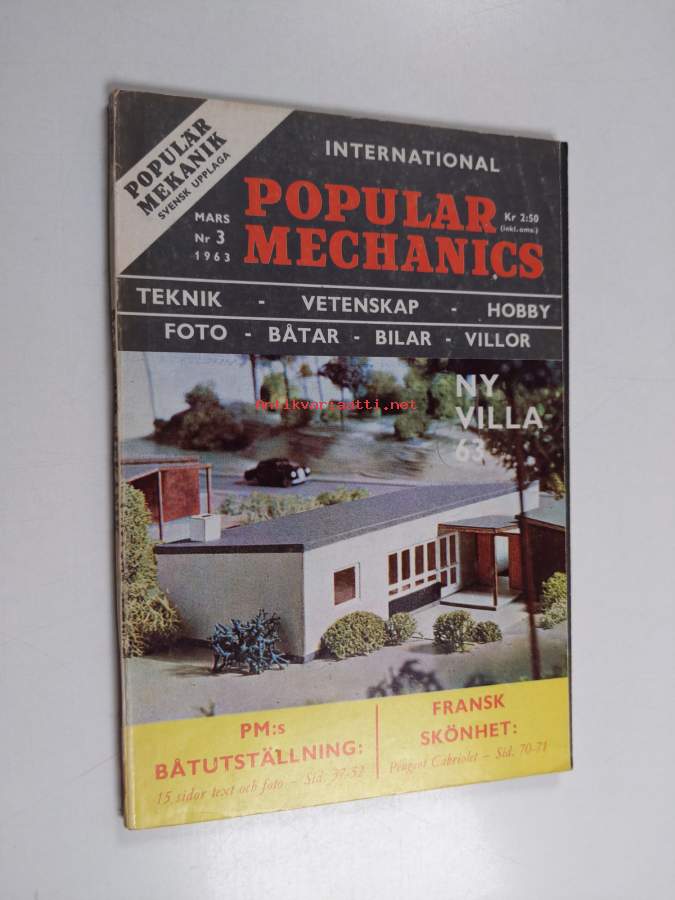 POPULÄR
MEKANIK
SVENSK UPPLAGA
INTERNATIONAL
MARS
Nr 3
1963
POPULAR
MECHANICS
Kr 2:50
(inkl. oms.)
TEKNIK - VETENSKAP - HOBBY
FOTO - BÅTAR - BILAR - VILLOR
Antikvariaatti.net
NY
VILLA
63
PM:s
BÅTUTSTÄLLNING:
15 sidor text och foto – Sid. 37-52
FRANSK
SKÖNHET:
Peugeot Cabriolet – Sid. 70-71